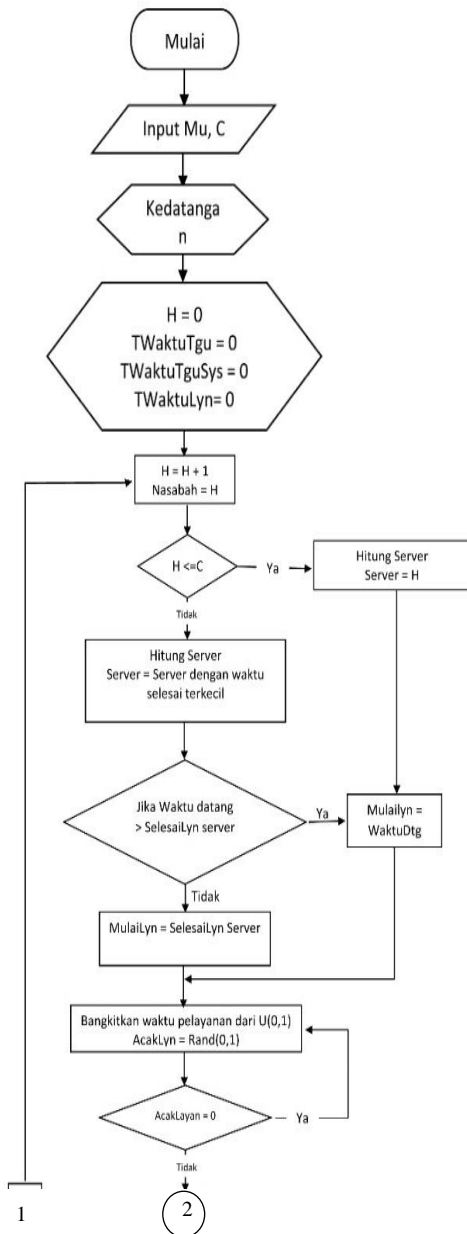 Mulai
Input Mu, C
Kedatanga
n
H = 0
TWaktuTgu = 0
TWaktuTguSys = 0
TWaktuLyn= 0
H = H + 1
Nasabah = H
H <=C
Ya
Hitung Server
Server = H
Tidak
Hitung Server
Server = Server dengan waktu
selesai terkecil
Jika Waktu datang
> SelesaiLyn server
Ya
Mulailyn =
WaktuDtg
Tidak
MulaiLyn = SelesaiLyn Server
Bangkitkan waktu pelayanan dari U(0,1)
AcakLyn = Rand(0,1)
AcakLayan = 0
Ya
Tidak
1
2